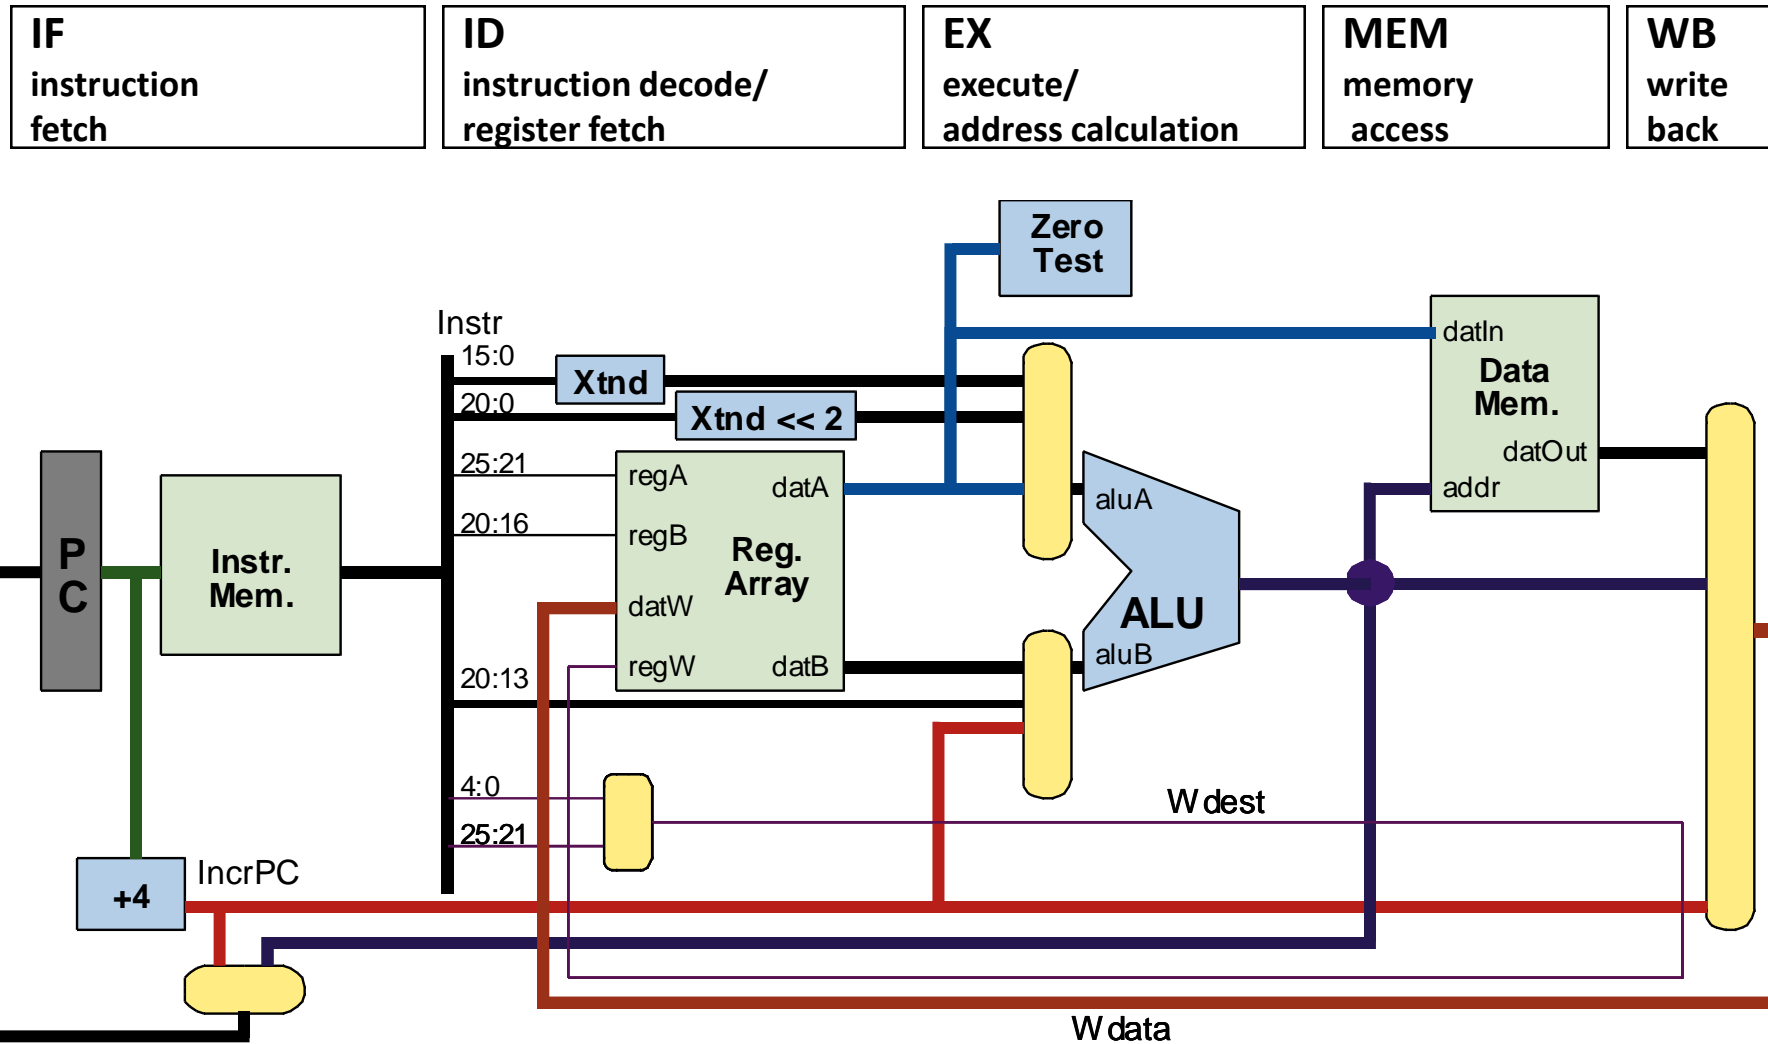 IF
instruction
fetch
ID
instruction decode/
register fetch
EX
execute/
address calculation
MEM
memory
access
WB
write
back
Zero
Test
Instr
15:0
Xtnd
20:0
Xtnd << 2
25:21
20:16
regA
regB
datA
Reg.
Array
datW
regW
datB
20:13
4:0
25:21
P
C
Instr.
Mem.
+4
IncrPC
aluA
ALU
aluB
datIn
Data
Mem.
datOut
addr
Wdest
Wdata